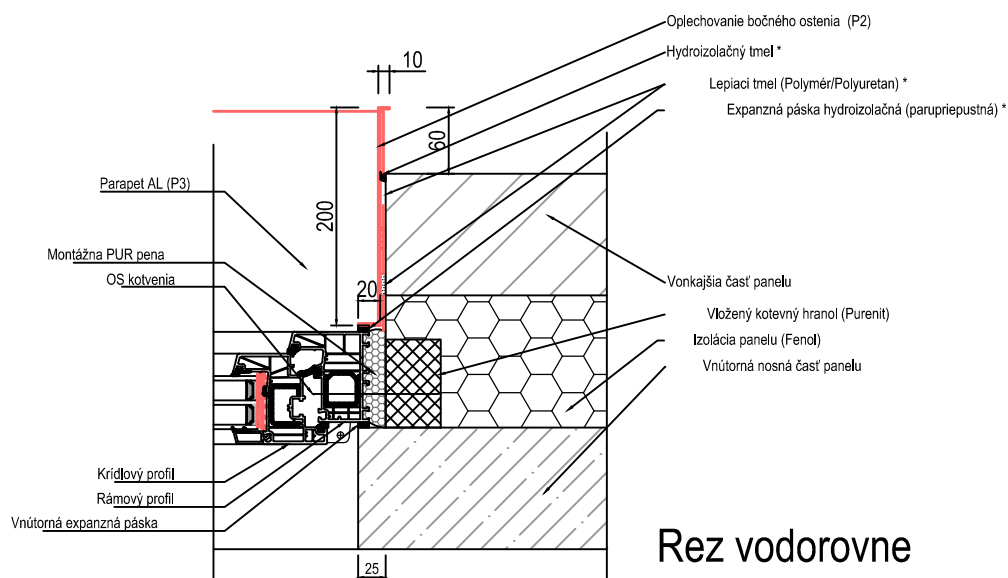 Oplechovanie bočného ostenia (P2)
Hydroizolačný tmel *
10
Lepiaci tmel (Polymér/Polyuretan) *
Expanzná páska hydroizolačná (parupriepustná) *
60
Parapet AL (P3)
200
Montážna PUR pena
OS kotvenia
20
Vonkajšia časť panelu
Vložený kotevný hranol (Purenit)
Izolácia panelu (Fenol)
Vnútorná nosná časť panelu
Krídlový profil
Rámový profil
Vnútorná expanzná páska
Rez vodorovne
25